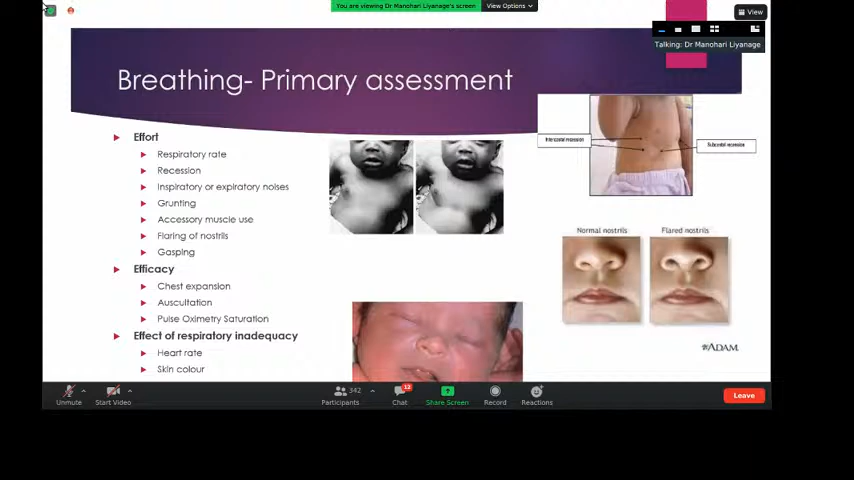 You are viewing Dr Manohari Liyanage's screen
View Options
View
Talking: Dr Manohari Liyanage
Breathing- Primary assessment
Effort
Respiratory rate
Recession
Inspiratory or expiratory noises
Grunting
Accessory muscle use
Flaring of nostrils
Gasping
Efficacy
Chest expansion
Auscultation
Pulse Oximetry Saturation
Effect of respiratory inadequacy
Heart rate
Skin colour
Intercostal recession
Subcostal recession
Normal nostrils
Flared nostrils
ADAM.
Unmute
Start Video
342
Participants
12
Chat
Share Screen
Record
Reactions
Leave